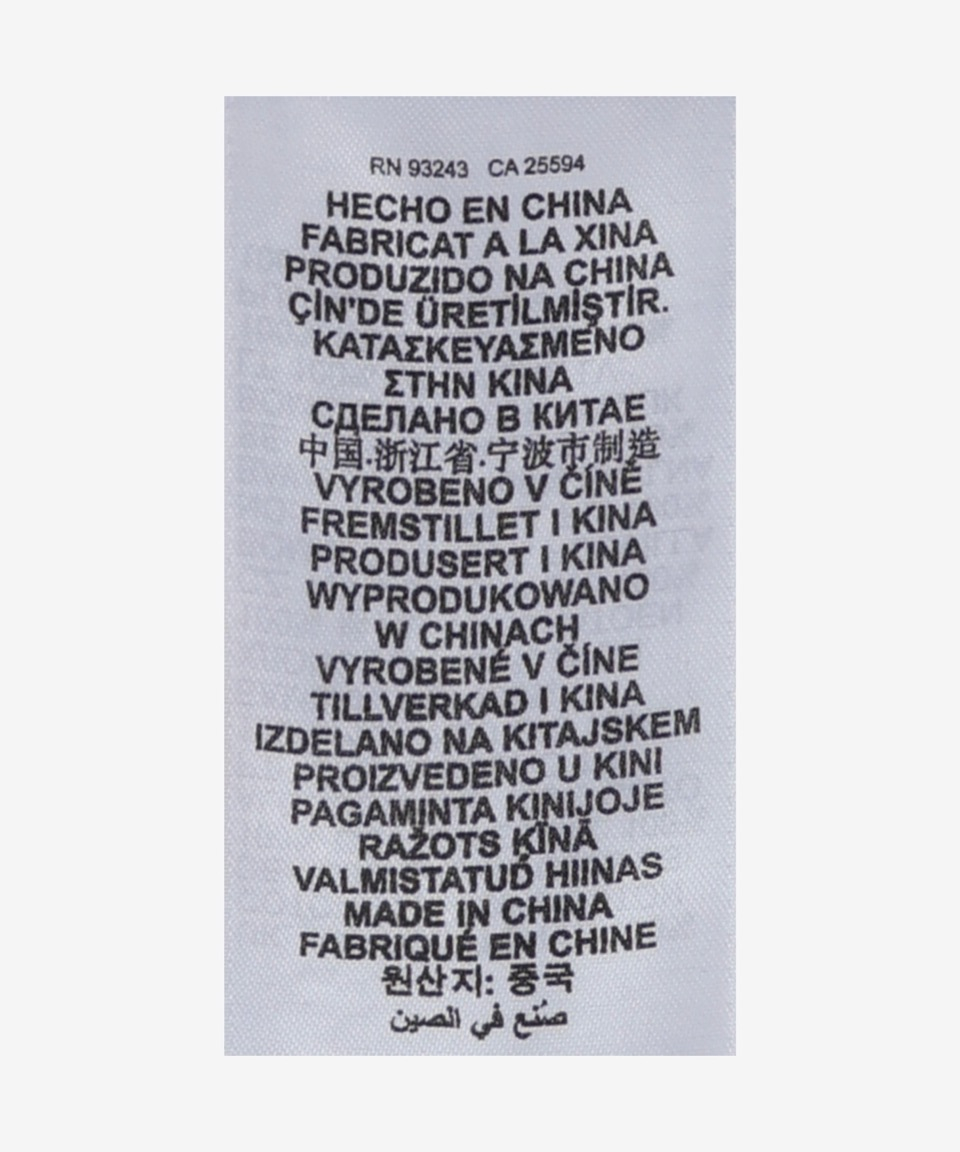 RN 93243 CA 25594
HECHO EN CHINA
FABRICAT A LA XINA
PRODUZIDO NA CHINA
ÇİN'DE ÜRETİLMİŞTİR.
ΚΑΤΑΣΚΕΥΑΣΜΕΝΟ
ΣΤΗΝ ΚΙΝΑ
СДЕЛАНО В КИТАЕ
中国.浙江省.宁波市制造
VYROBENO V ČÍNĚ
FREMSTILLET I KINA
PRODUSERT I KINA
WYPRODUKOWANO
W CHINACH
VYROBENÉ V ČÍNE
TILLVERKAD I KINA
IZDELANO NA KITAJSKEM
PROIZVEDENO U KINI
PAGAMINTA KINIJOJE
RAŽOTS ĶĪNĀ
VALMISTATUD HIINAS
MADE IN CHINA
FABRIQUÉ EN CHINE
원산지: 중국
صُنع في الصين